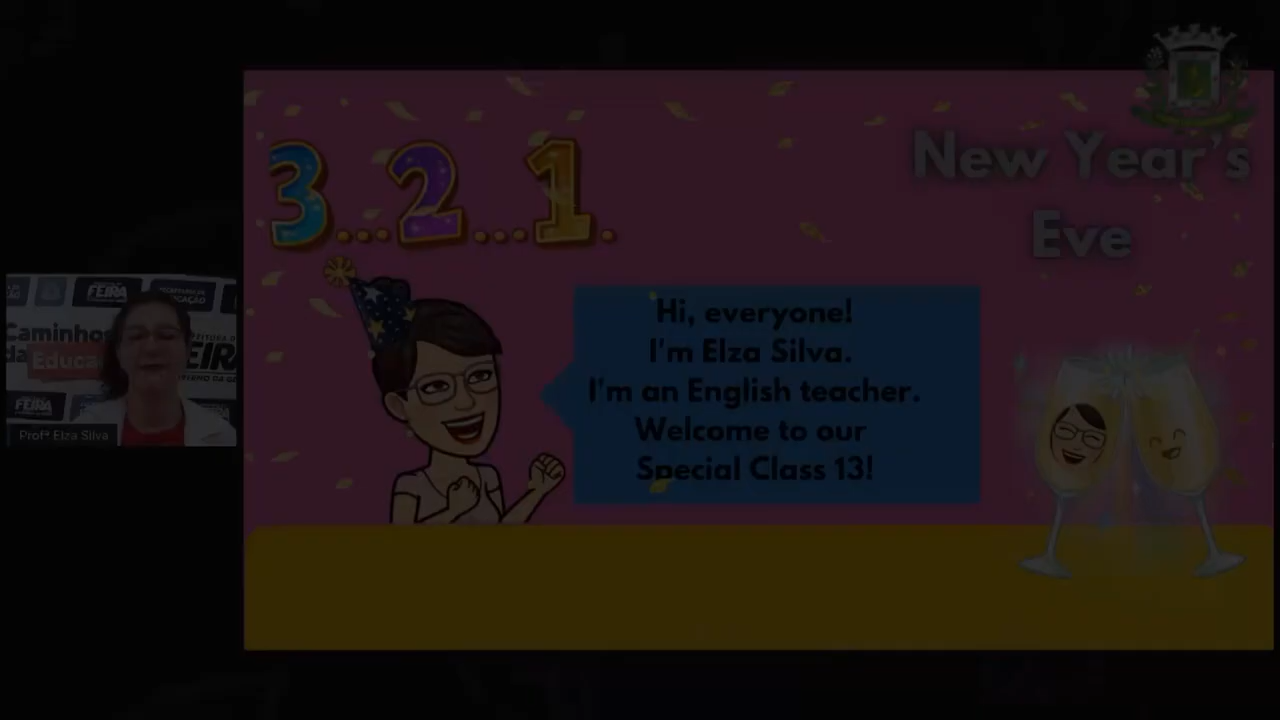 3...2...1.
New Year's
Eve
Hi, everyone!
I'm Elza Silva.
I'm an English teacher.
Welcome to our
Special Class 13!
FEIRA
Caminhos
da
Educa
EIR
FEIRA
Profª Elza Silva